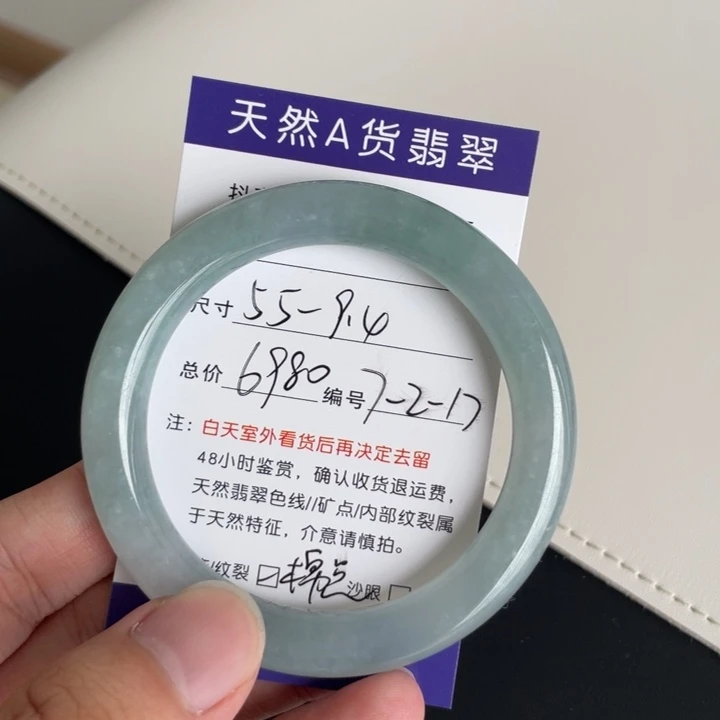 天然A货翡翠
尺寸 55-9.4
总价 6980 编号 7-2-17
注：白天室外看货后再决定去留
48小时鉴赏，确认收货退运费，
天然翡翠色线//矿点/内部纹裂属
于天然特征，介意请慎拍。
/纹裂 ☑ 棉点 沙眼 ☐